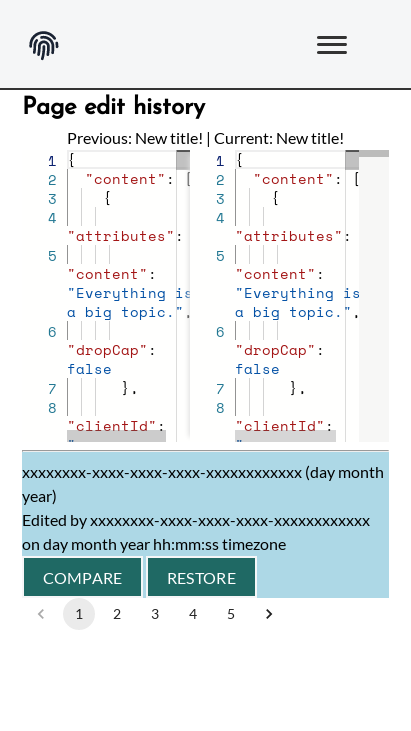 Page edit history
Previous: New title! | Current: New title!
1 { 1 {
2 "content": [ 2 "content": [
3 { 3 {
4 4
"attributes": "attributes":
5 5
"content": "content":
"Everything is "Everything is
a big topic.", a big topic.",
6 6
"dropCap": "dropCap":
false false
7 }, 7 },
8 8
"clientId": "clientId":
xxxxxxxx-xxxx-xxxx-xxxx-xxxxxxxxxxxx (day month
year)
Edited by xxxxxxxx-xxxx-xxxx-xxxx-xxxxxxxxxxxx
on day month year hh:mm:ss timezone
COMPARE RESTORE
1 2 3 4 5